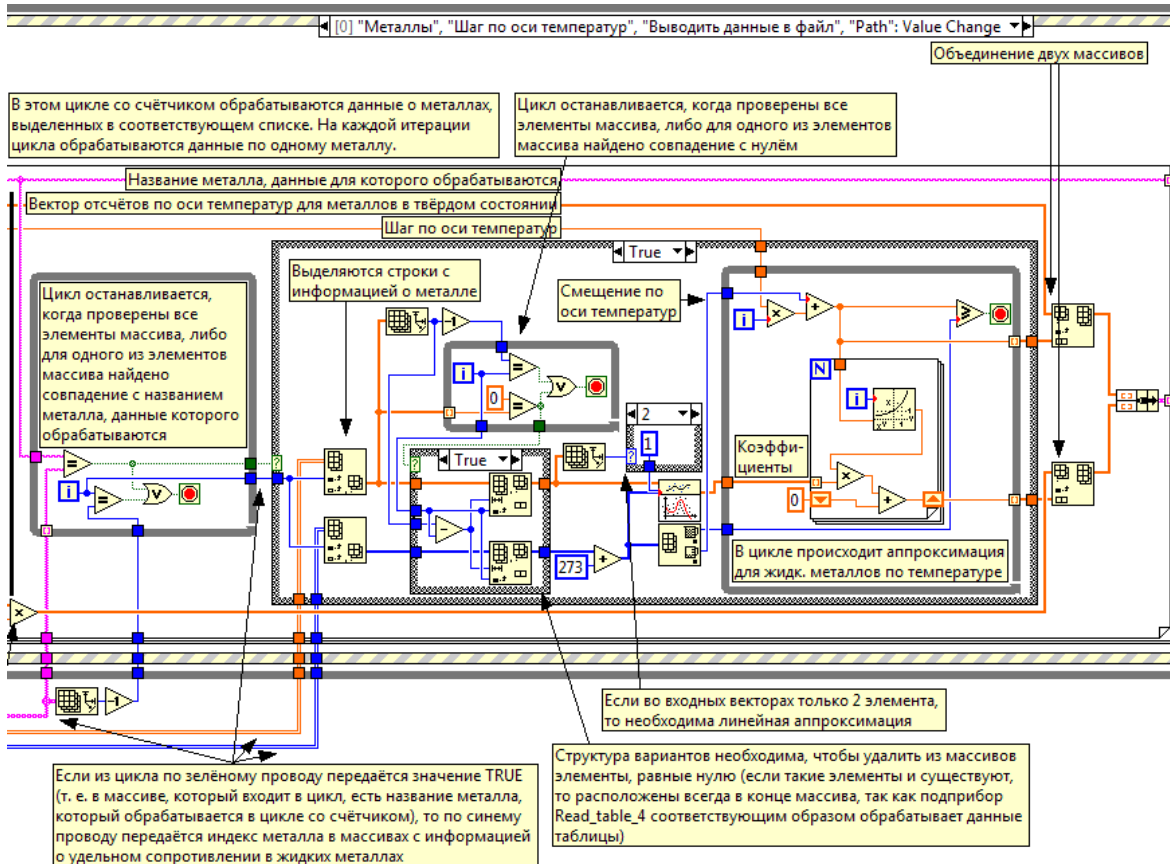 [0] "Металлы", "Шаг по оси температур", "Выводить данные в файл", "Path": Value Change
Объединение двух массивов
В этом цикле со счётчиком обрабатываются данные о металлах,
выделенных в соответствующем списке. На каждой итерации
цикла обрабатываются данные по одному металлу.
Цикл останавливается, когда проверены все
элементы массива, либо для одного из элементов
массива найдено совпадение с нулём
Название металла, данные для которого обрабатываются
Вектор отсчётов по оси температур для металлов в твёрдом состоянии
Шаг по оси температур
True
Цикл останавливается,
когда проверены все
элементы массива, либо
для одного из элементов
массива найдено
совпадение с названием
металла, данные которого
обрабатываются
Выделяются строки с
информацией о металле
Смещение по
оси температур
-1
i
0
i
N
i
2
1
True
Коэффи-
циенты
0
i
273
В цикле происходит аппроксимация
для жидк. металлов по температуре
-1
Если во входных векторах только 2 элемента,
то необходима линейная аппроксимация
Если из цикла по зелёному проводу передаётся значение TRUE
(т. е. в массиве, который входит в цикл, есть название металла,
который обрабатывается в цикле со счётчиком), то по синему
проводу передаётся индекс металла в массивах с информацией
о удельном сопротивлении в жидких металлах
Структура вариантов необходима, чтобы удалить из массивов
элементы, равные нулю (если такие элементы и существуют,
то расположены всегда в конце массива, так как подприбор
Read_table_4 соответствующим образом обрабатывает данные
таблицы)